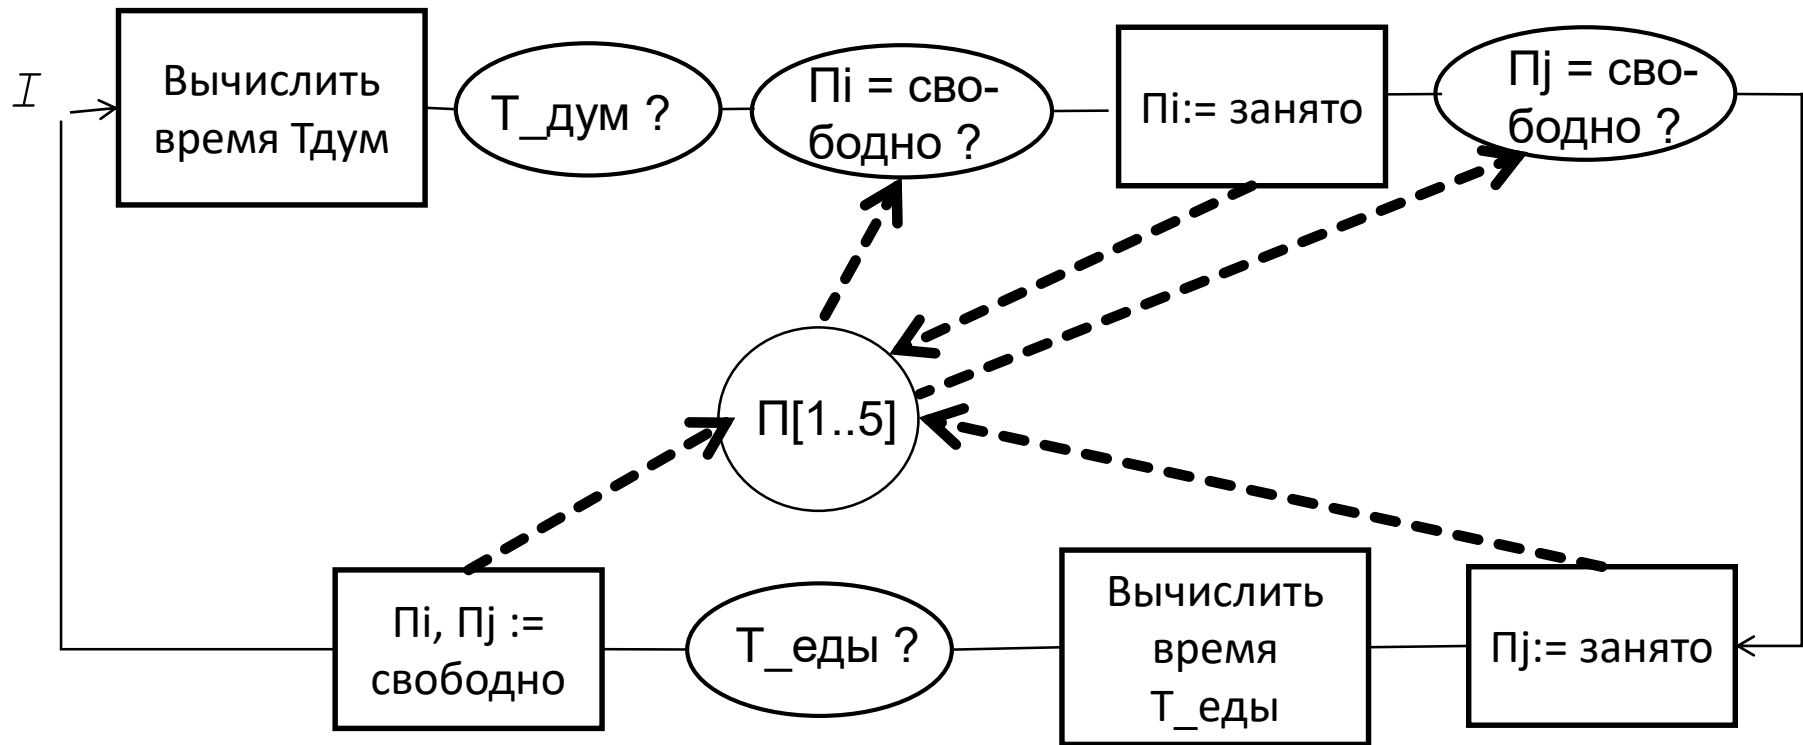 I
Вычислить
время Тдум
Т_дум ?
Пi = сво-
бодно ?
Пi:= занято
Пj = сво-
бодно ?
П[1..5]
Пi, Пj :=
свободно
Т_еды ?
Вычислить
время
Т_еды
Пj:= занято